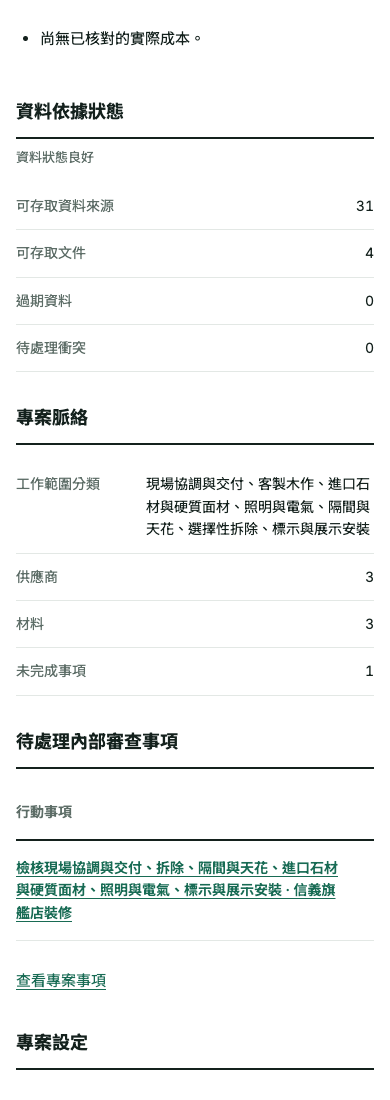 尚無已核對的實際成本。
資料依據狀態
資料狀態良好
可存取資料來源 31
可存取文件 4
過期資料 0
待處理衝突 0
專案脈絡
工作範圍分類 現場協調與交付、客製木作、進口石
材與硬質面材、照明與電氣、隔間與
天花、選擇性拆除、標示與展示安裝
供應商 3
材料 3
未完成事項 1
待處理內部審查事項
行動事項
檢核現場協調與交付、拆除、隔間與天花、進口石材
與硬質面材、照明與電氣、標示與展示安裝 · 信義旗
艦店裝修
查看專案事項
專案設定